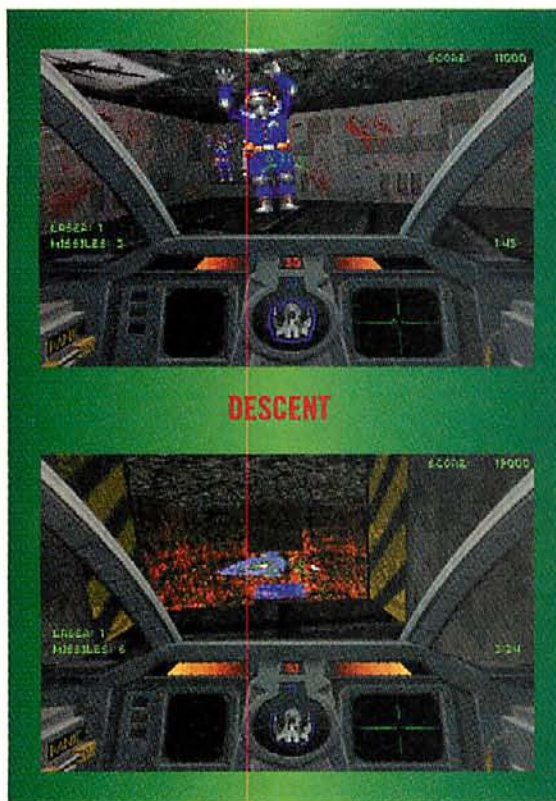 SCORE: 11000
LASER: 1
MISSILES: 5
1:45
DESCENT
SCORE: 19000
LASER: 1
MISSILES: 6
3:24